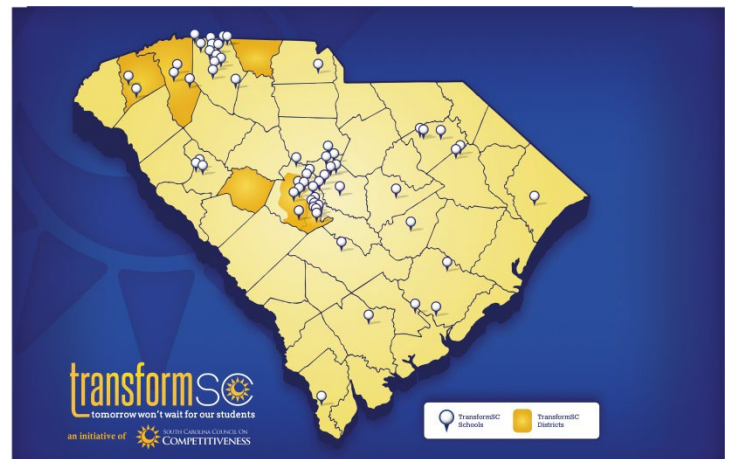 transformSC
tomorrow won't wait for our students
an initiative of
SOUTH CAROLINA COUNCIL ON
COMPETITIVENESS
TransformSC
Schools
TransformSC
Districts